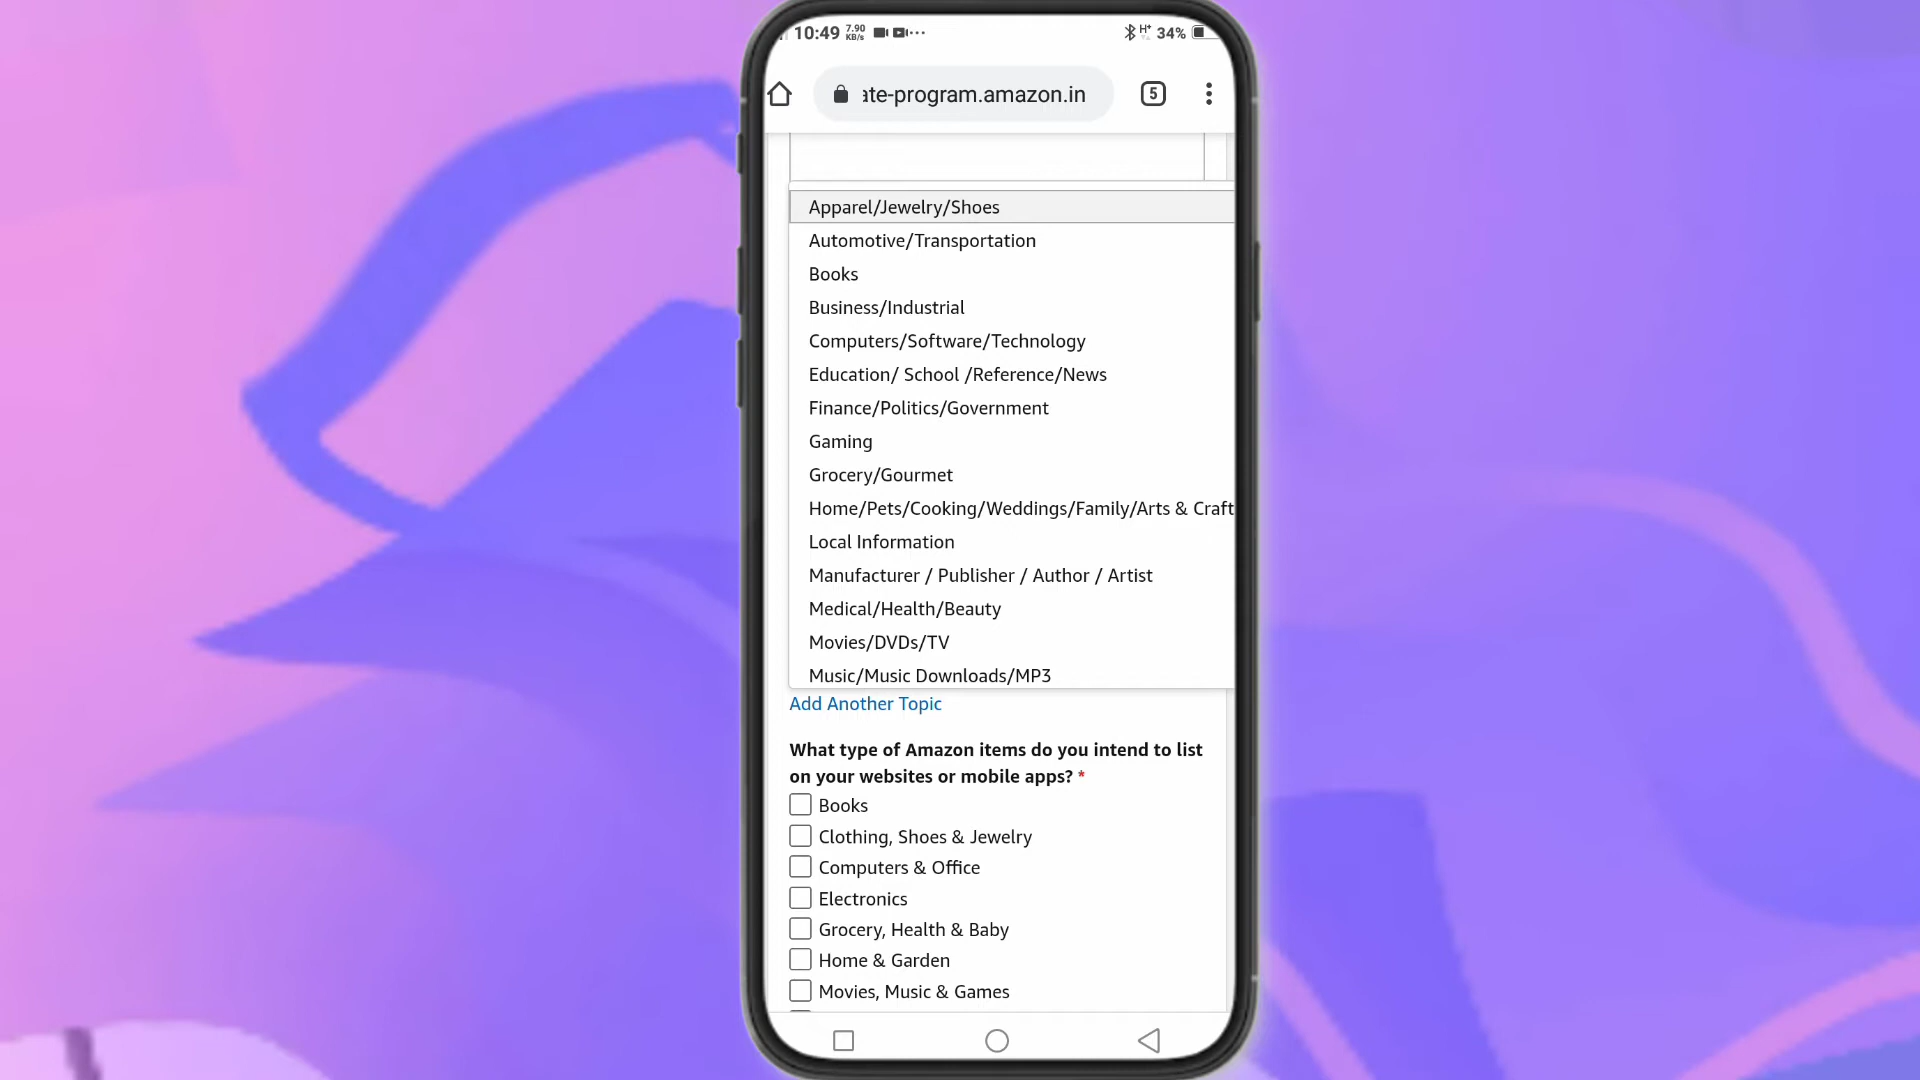 10:49 7.90 KB/s H+ 34%
ate-program.amazon.in 5
Apparel/Jewelry/Shoes
Automotive/Transportation
Books
Business/Industrial
Computers/Software/Technology
Education/ School /Reference/News
Finance/Politics/Government
Gaming
Grocery/Gourmet
Home/Pets/Cooking/Weddings/Family/Arts & Craft
Local Information
Manufacturer / Publisher / Author / Artist
Medical/Health/Beauty
Movies/DVDs/TV
Music/Music Downloads/MP3
Add Another Topic
What type of Amazon items do you intend to list
on your websites or mobile apps? *
Books
Clothing, Shoes & Jewelry
Computers & Office
Electronics
Grocery, Health & Baby
Home & Garden
Movies, Music & Games